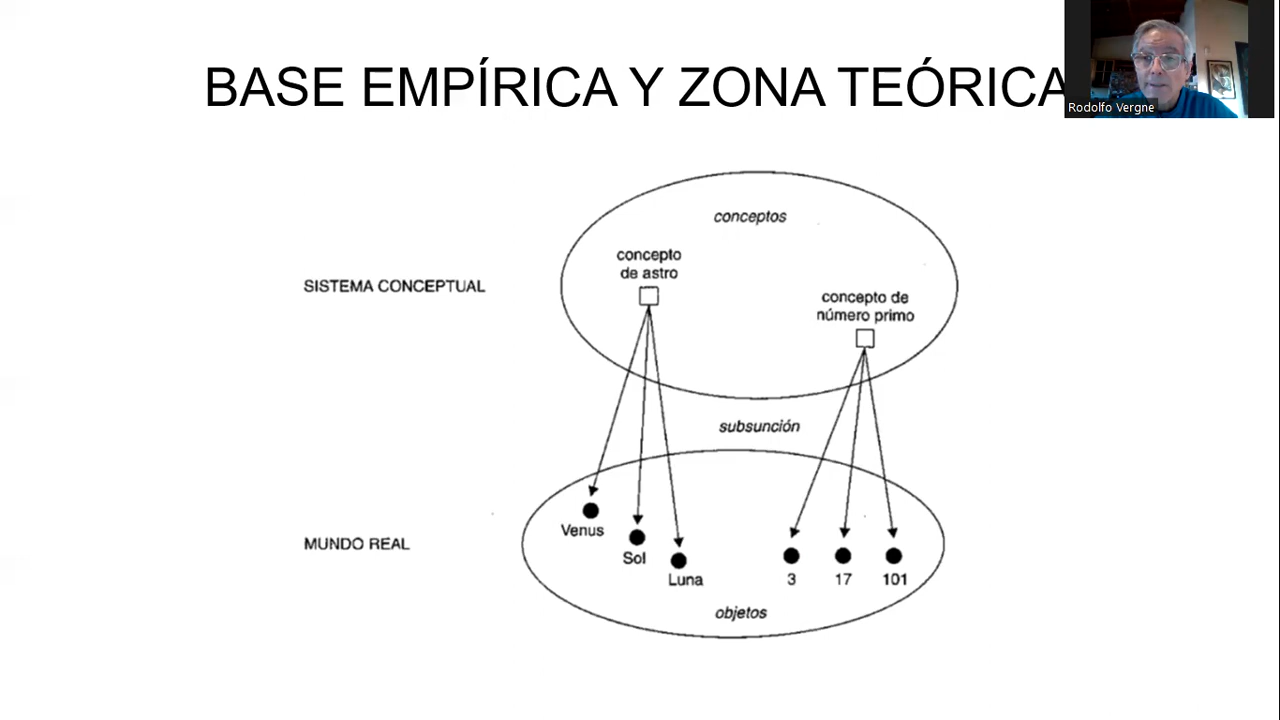 BASE EMPÍRICA Y ZONA TEÓRICA
Rodolfo Vergne
conceptos
concepto
de astro
SISTEMA CONCEPTUAL
concepto de
número primo
subsunción
Venus
MUNDO REAL
Sol
Luna
3
17
101
objetos